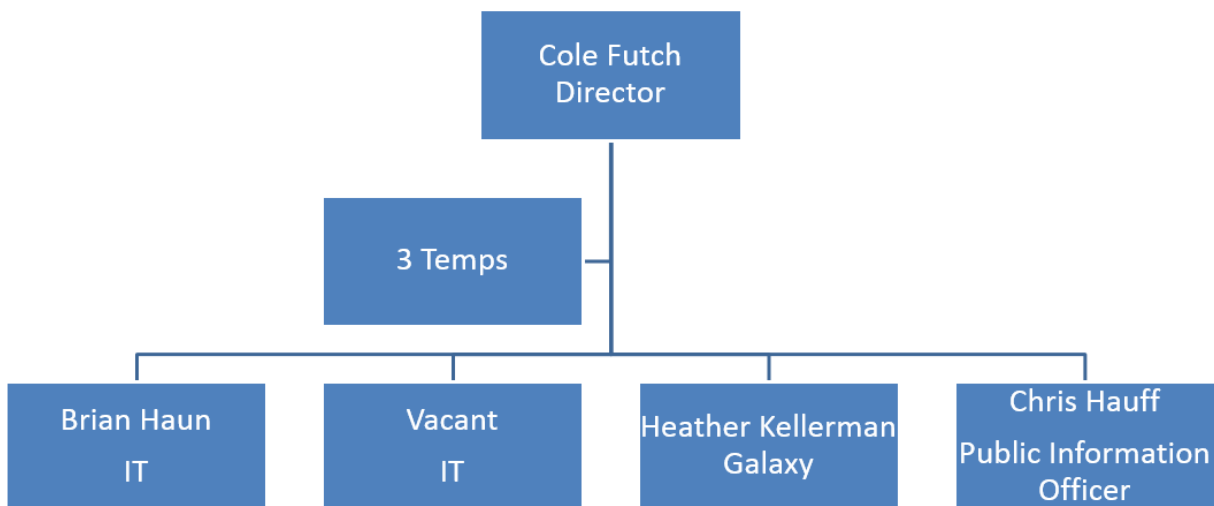 Cole Futch
Director
3 Temps
Brian Haun
IT
Vacant
IT
Heather Kellerman
Galaxy
Chris Hauff
Public Information
Officer